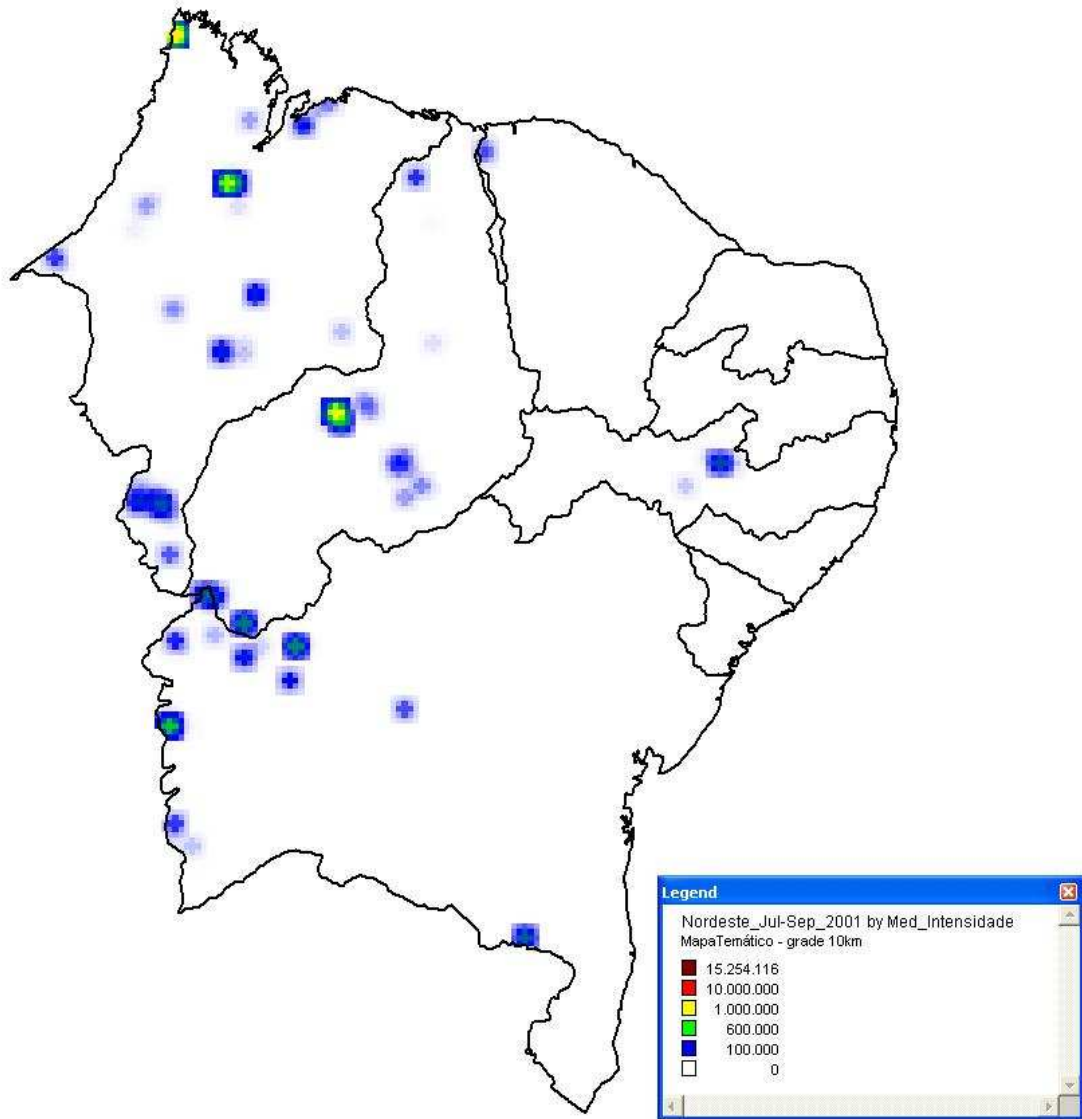 Legend
Nordeste_Jul-Sep_2001 by Med_Intensidade
MapaTemático - grade 10km
15.254.116
10.000.000
1.000.000
600.000
100.000
0